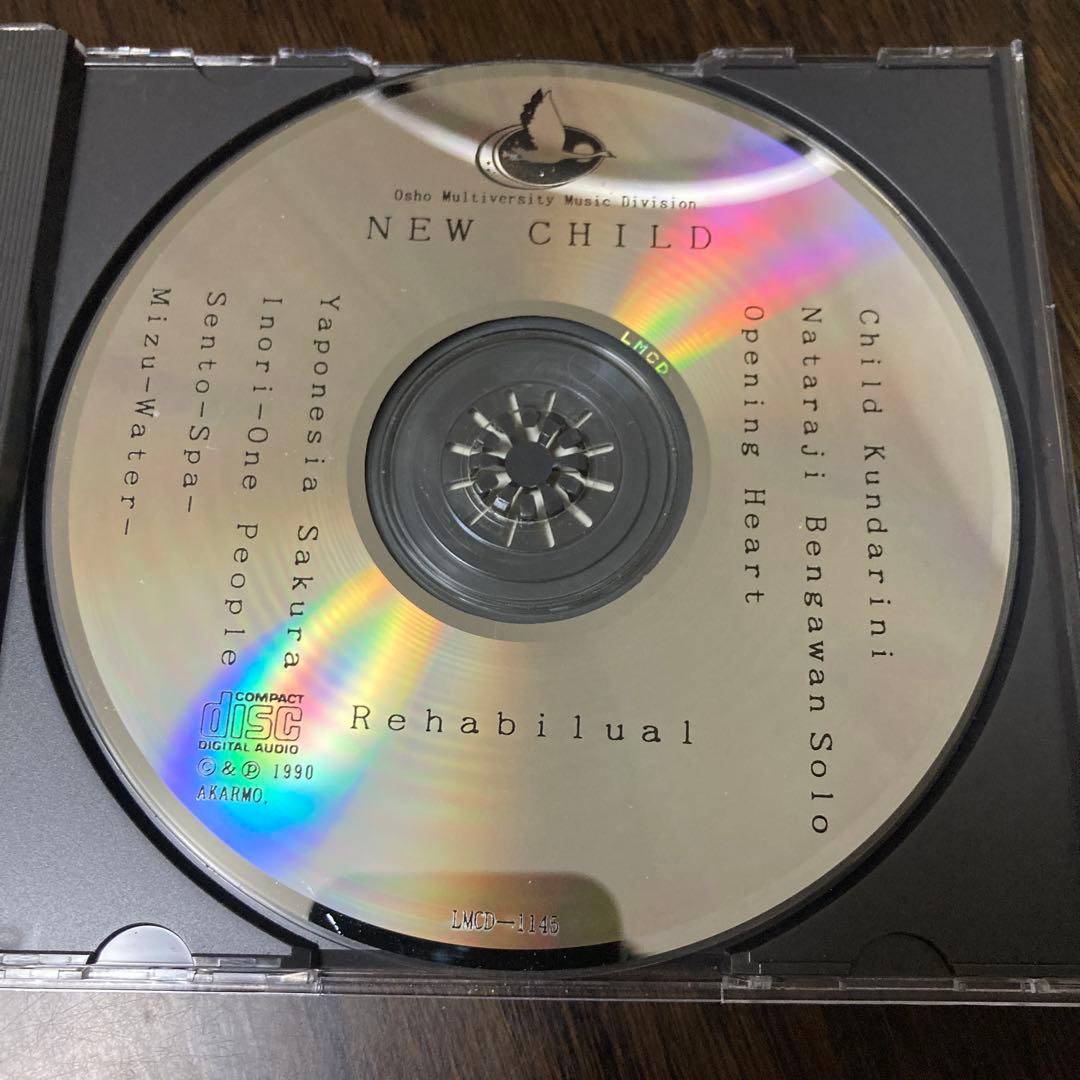 Osho Multiversity Music Division
NEW CHILD
LMCD
Child Kundarini
Nataraji Bengawan Solo
Opening Heart
Yaponesia Sakura
Inori-One People
Sento-Spa-
Mizu-Water-
Rehabilual
COMPACT
disc
DIGITAL AUDIO
©&℗ 1990
AKARMO.
LMCD-1145